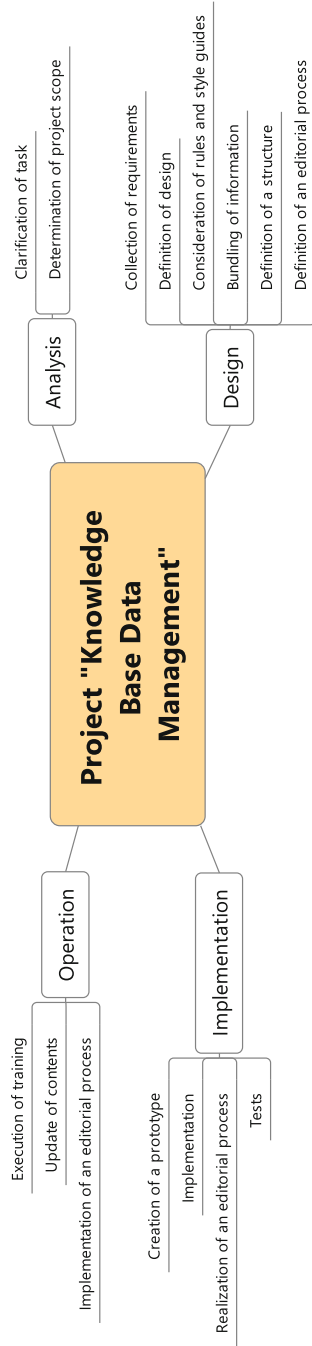 Project "Knowledge
Base Data
Management"
Analysis
Clarification of task
Determination of project scope
Design
Collection of requirements
Definition of design
Consideration of rules and style guides
Bundling of information
Definition of a structure
Definition of an editorial process
Implementation
Creation of a prototype
Implementation
Realization of an editorial process
Tests
Operation
Execution of training
Update of contents
Implementation of an editorial process